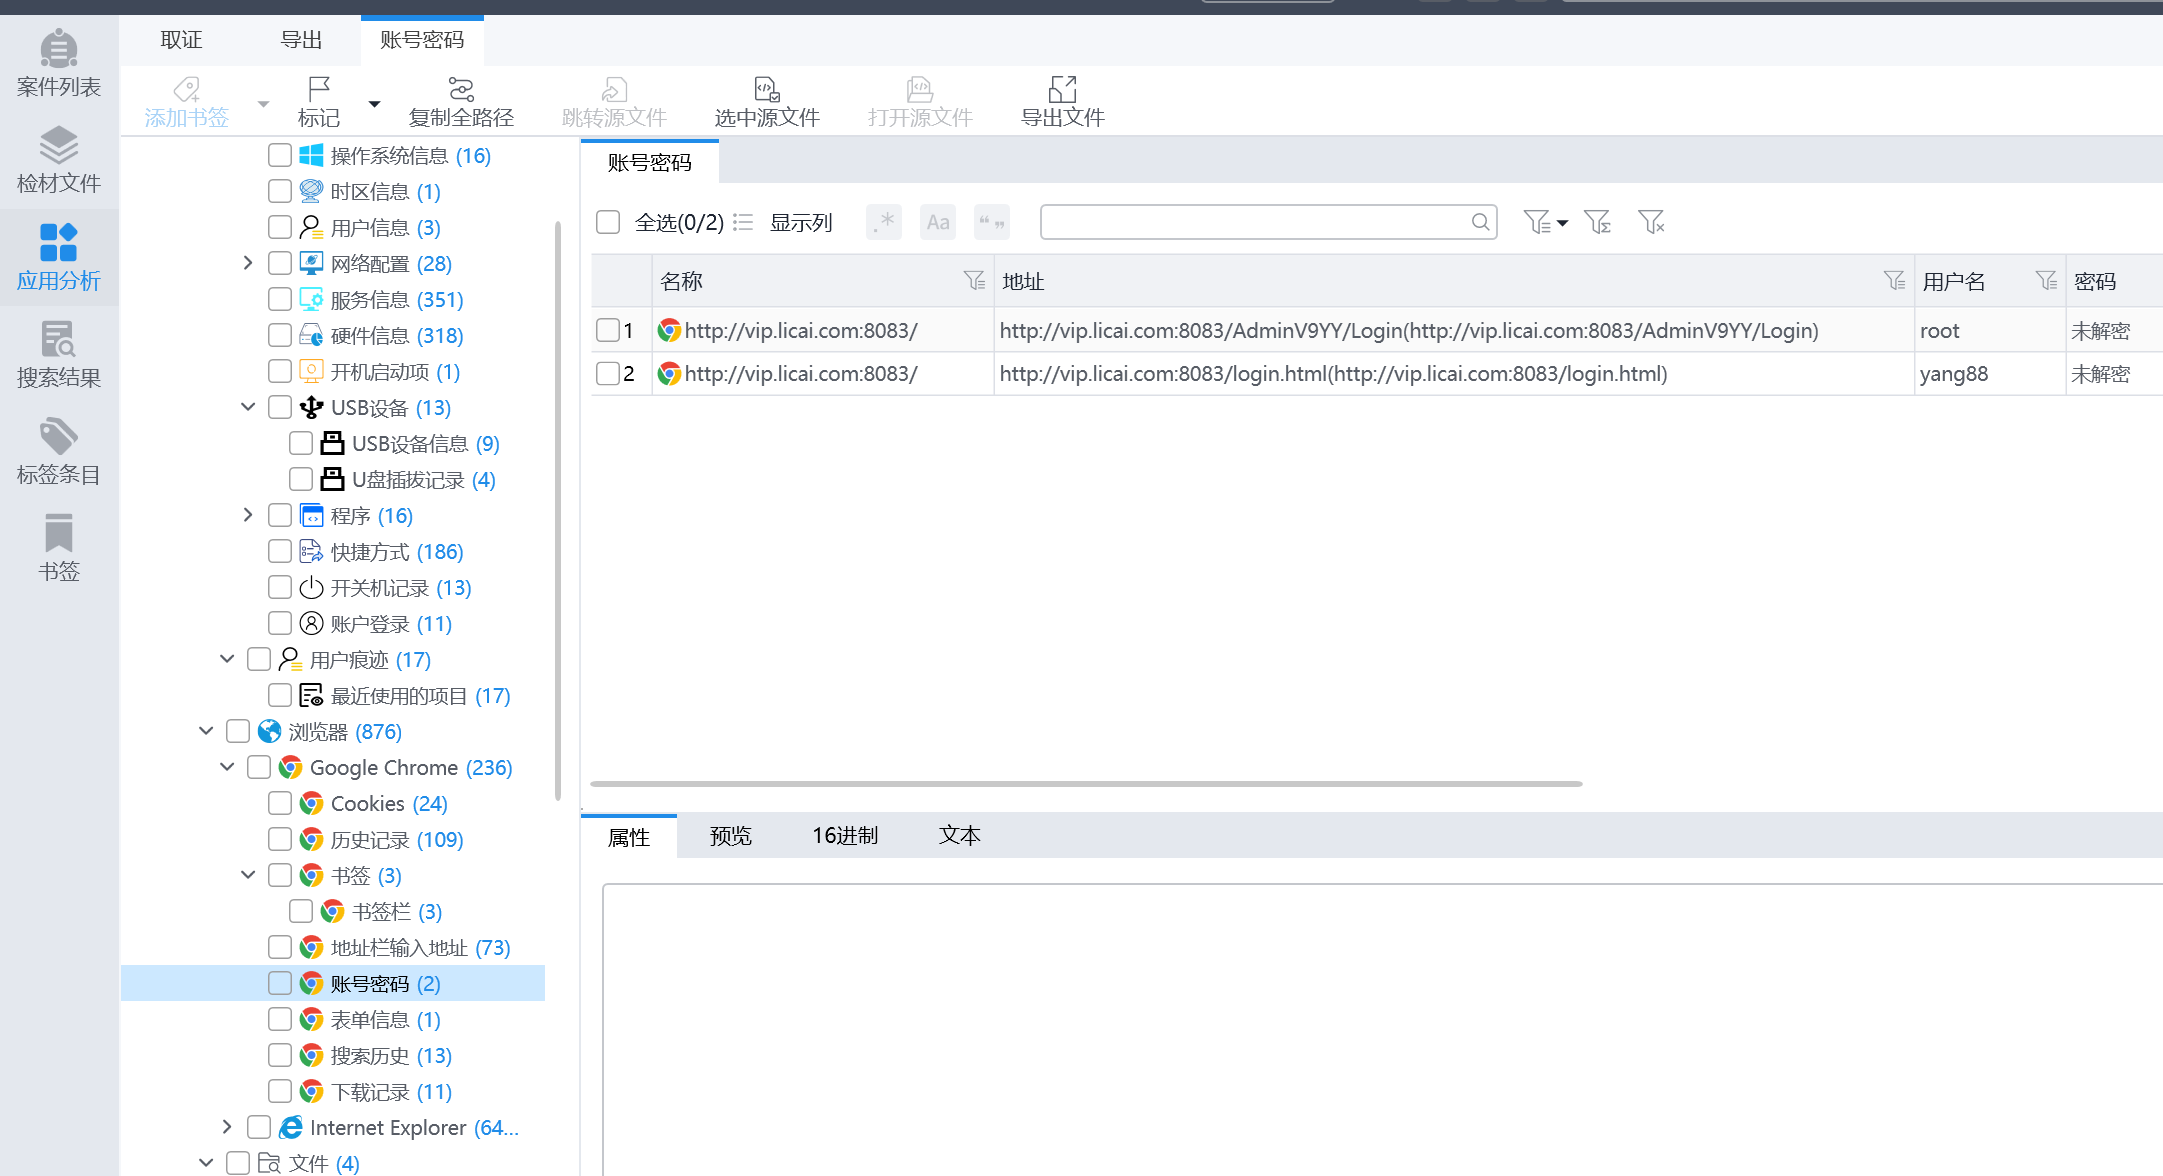 取证 导出 账号密码
案件列表
添加书签 标记 复制全路径 跳转源文件 选中源文件 打开源文件 导出文件
检材文件
应用分析
搜索结果
标签条目
书签
操作系统信息 (16)
时区信息 (1)
用户信息 (3)
网络配置 (28)
服务信息 (351)
硬件信息 (318)
开机启动项 (1)
USB设备 (13)
USB设备信息 (9)
U盘插拔记录 (4)
程序 (16)
快捷方式 (186)
开关机记录 (13)
账户登录 (11)
用户痕迹 (17)
最近使用的项目 (17)
浏览器 (876)
Google Chrome (236)
Cookies (24)
历史记录 (109)
书签 (3)
书签栏 (3)
地址栏输入地址 (73)
账号密码 (2)
表单信息 (1)
搜索历史 (13)
下载记录 (11)
Internet Explorer (64...
文件 (4)
账号密码
全选(0/2) 显示列 .* Aa “ ”
名称 地址 用户名 密码
1 http://vip.licai.com:8083/ http://vip.licai.com:8083/AdminV9YY/Login(http://vip.licai.com:8083/AdminV9YY/Login) root 未解密
2 http://vip.licai.com:8083/ http://vip.licai.com:8083/login.html(http://vip.licai.com:8083/login.html) yang88 未解密
属性 预览 16进制 文本